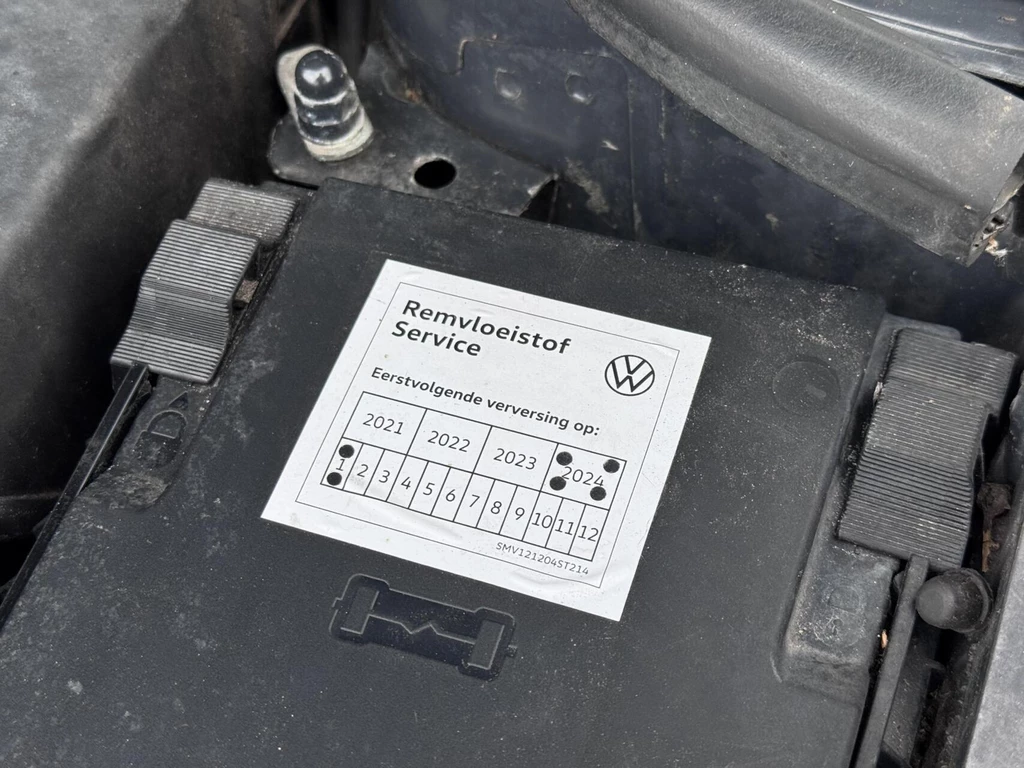 Remvloeistof
Service
Eerstvolgende verversing op:
2021 2022 2023 2024
1 2 3 4 5 6 7 8 9 10 11 12
SMV121204ST214